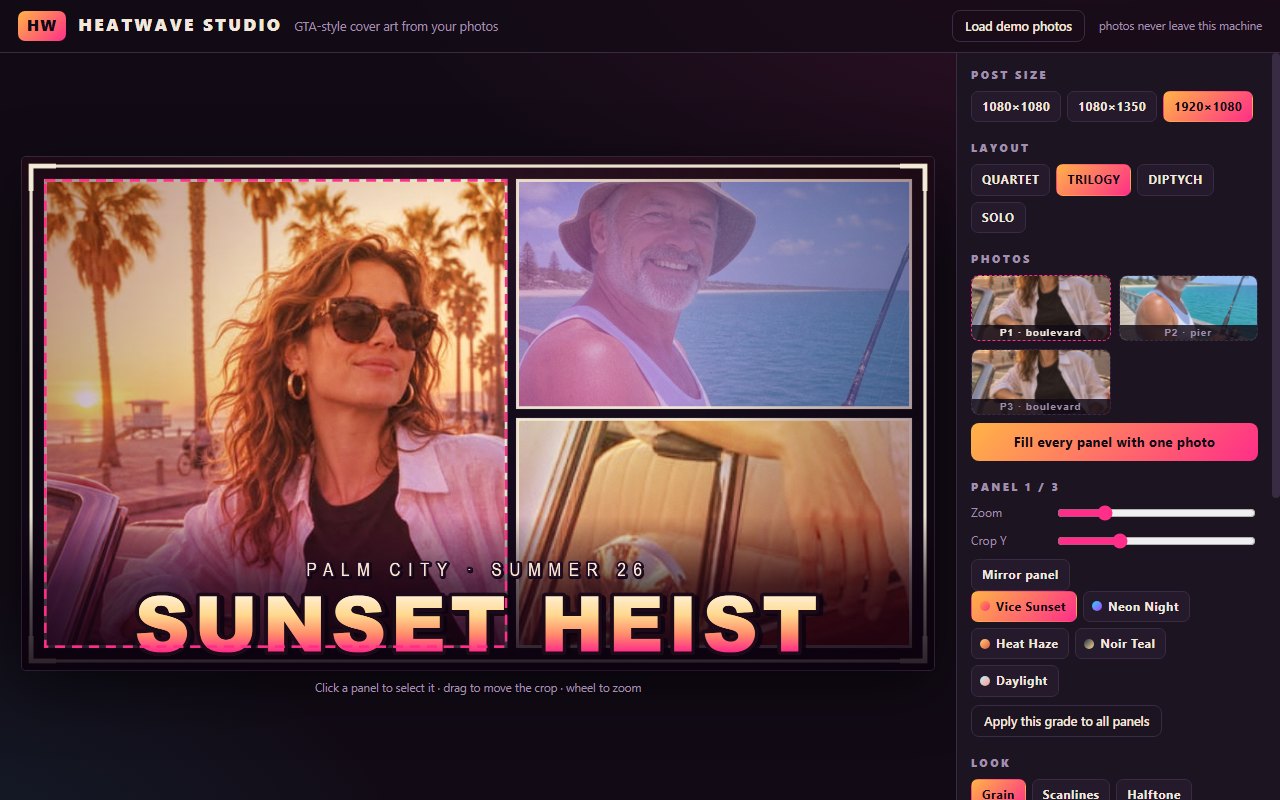 HW HEATWAVE STUDIO GTA-style cover art from your photos
Load demo photos photos never leave this machine
PALM CITY · SUMMER 26
SUNSET HEIST
Click a panel to select it · drag to move the crop · wheel to zoom
POST SIZE
1080×1080 1080×1350 1920×1080
LAYOUT
QUARTET TRILOGY DIPTYCH
SOLO
PHOTOS
P1 · boulevard P2 · pier
P3 · boulevard
Fill every panel with one photo
PANEL 1 / 3
Zoom
Crop Y
Mirror panel
Vice Sunset Neon Night
Heat Haze Noir Teal
Daylight
Apply this grade to all panels
LOOK
Grain Scanlines Halftone